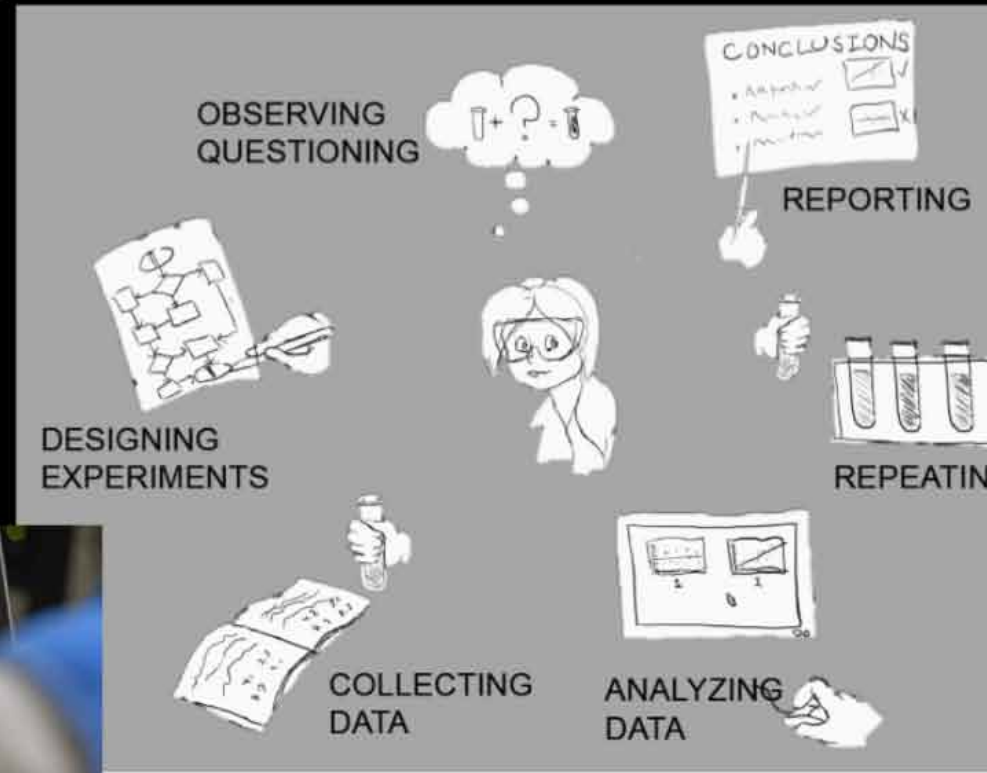 OBSERVING
QUESTIONING
+ ? =
CONCLUSIONS
REPORTING
DESIGNING
EXPERIMENTS
REPEATIN
COLLECTING
DATA
ANALYZING
DATA